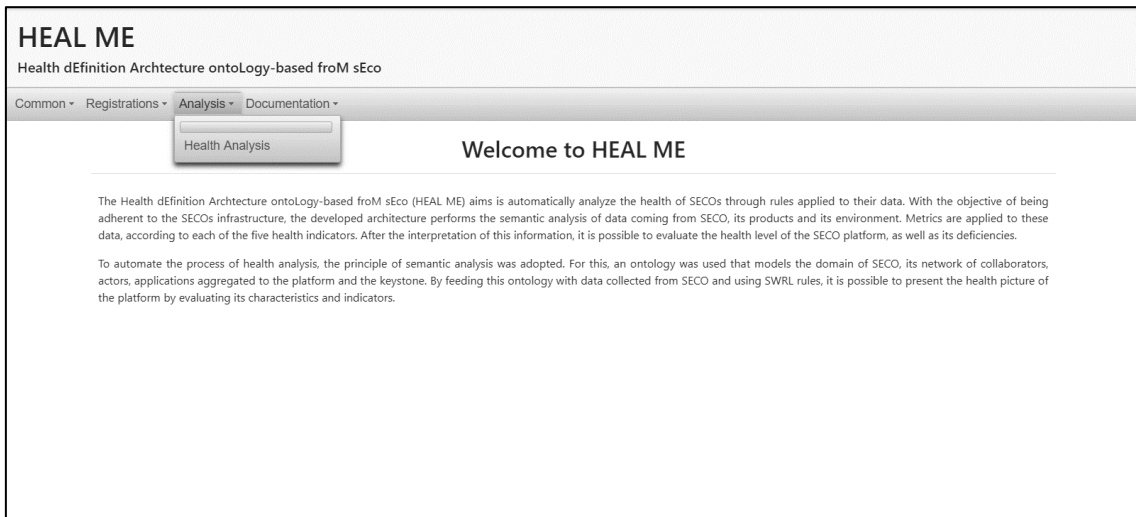 HEAL ME
Health dEfinition Archtecture ontoLogy-based froM sEco
Common Registrations Analysis Documentation
Health Analysis
Welcome to HEAL ME
The Health dEfinition Archtecture ontoLogy-based froM sEco (HEAL ME) aims is automatically analyze the health of SECOs through rules applied to their data. With the objective of being
adherent to the SECOs infrastructure, the developed architecture performs the semantic analysis of data coming from SECO, its products and its environment. Metrics are applied to these
data, according to each of the five health indicators. After the interpretation of this information, it is possible to evaluate the health level of the SECO platform, as well as its deficiencies.
To automate the process of health analysis, the principle of semantic analysis was adopted. For this, an ontology was used that models the domain of SECO, its network of collaborators,
actors, applications aggregated to the platform and the keystone. By feeding this ontology with data collected from SECO and using SWRL rules, it is possible to present the health picture of
the platform by evaluating its characteristics and indicators.